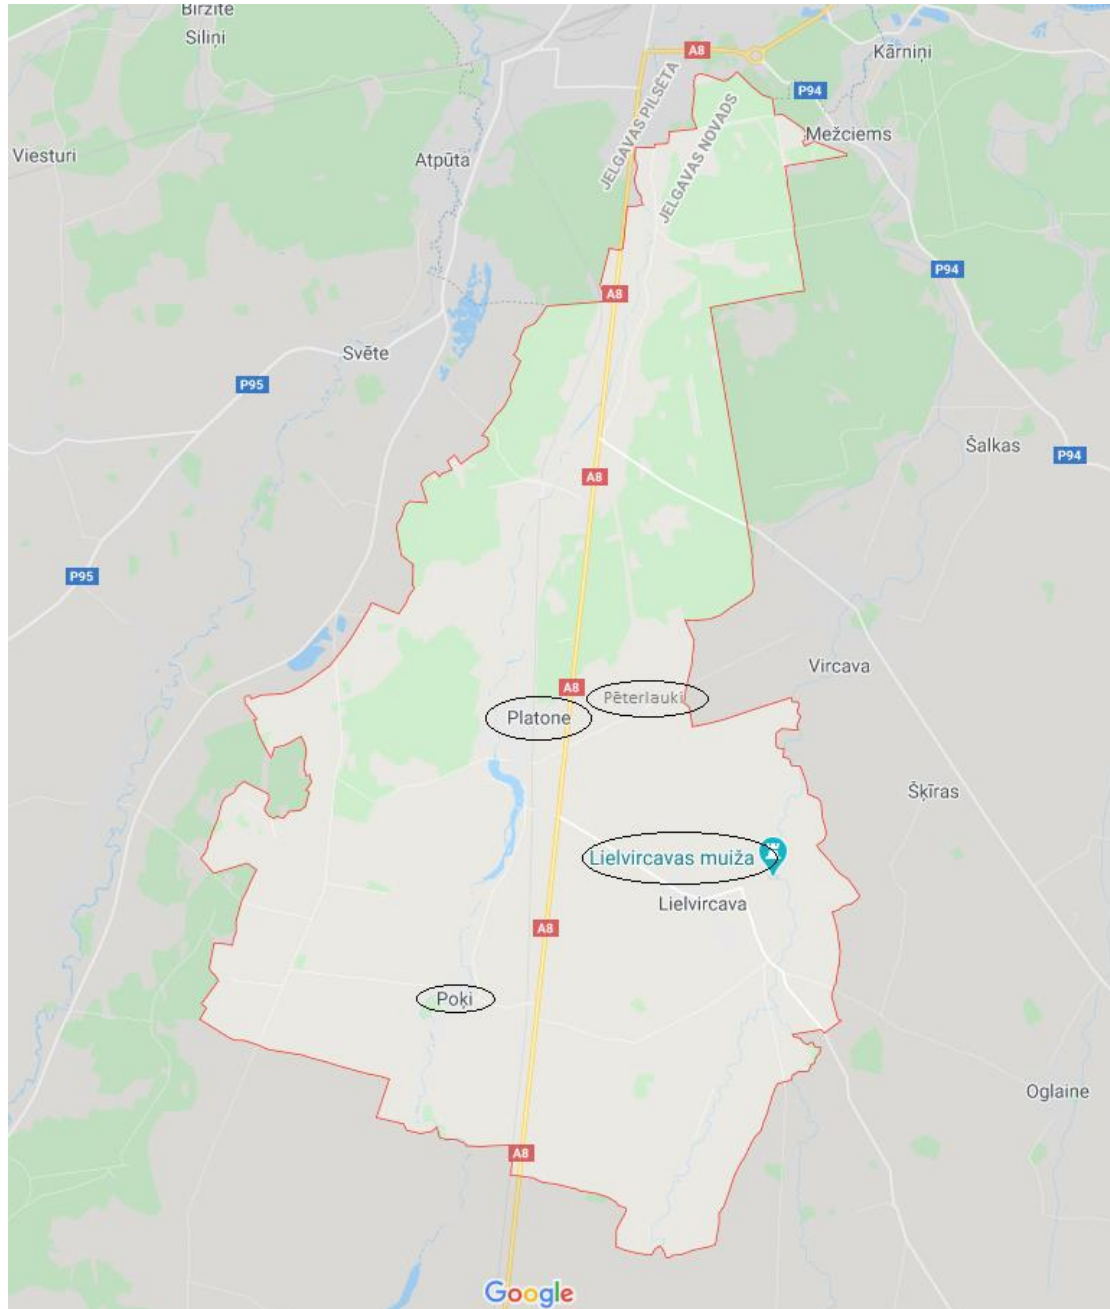 Birzīte
Siliņi
A8
Kārniņi
P94
Mežciems
Viesturi
Atpūta
JELGAVAS PILSĒTA
JELGAVAS NOVADS
P94
A8
Svēte
P95
Šalkas
P94
A8
P95
Vircava
A8
Pēterlauki
Platone
Šķīras
Lielvircavas muiža
Lielvircava
A8
Poķi
Oglaine
A8
Google